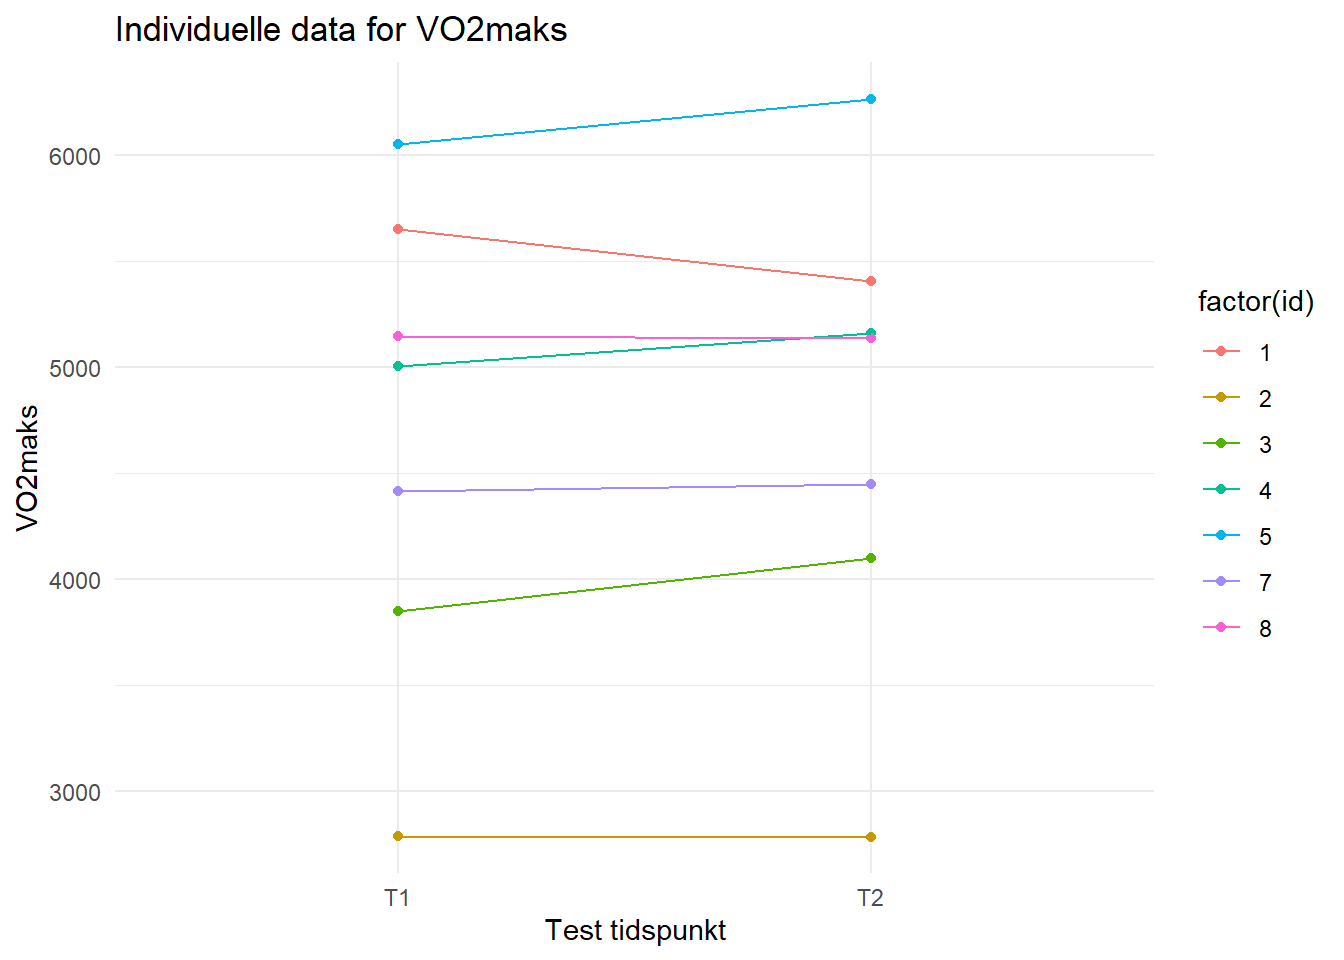 Individuelle data for VO2maks
6000
5000
4000
3000
VO2maks
T1
T2
Test tidspunkt
factor(id)
1
2
3
4
5
7
8